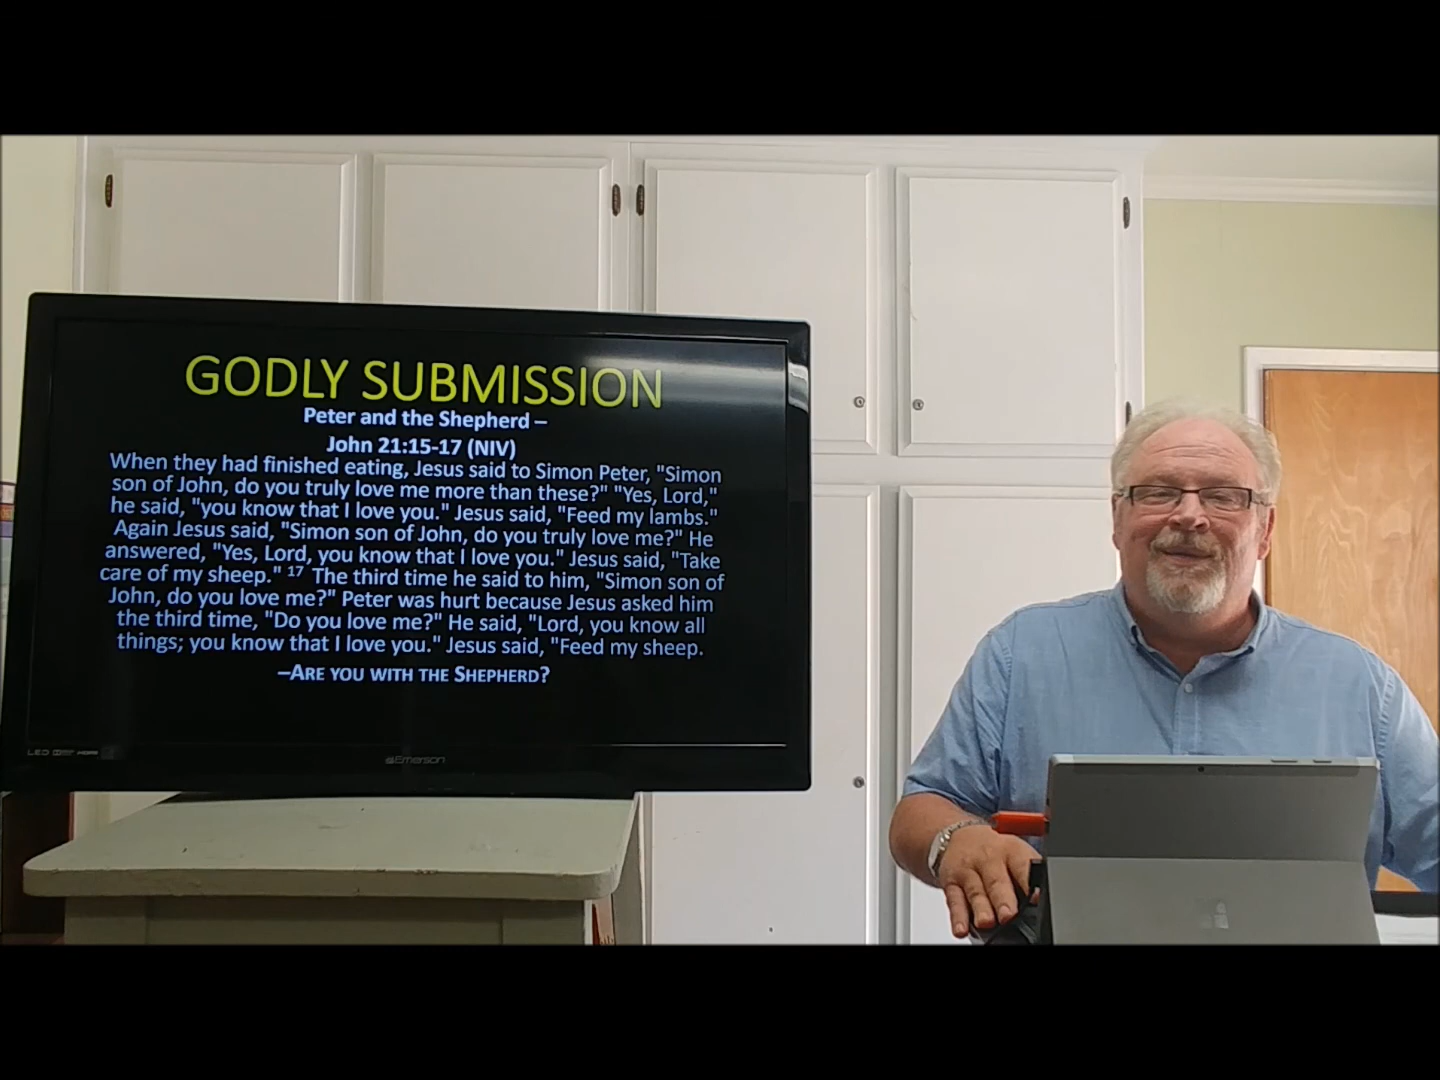 GODLY SUBMISSION
Peter and the Shepherd –
John 21:15-17 (NIV)
When they had finished eating, Jesus said to Simon Peter, "Simon
son of John, do you truly love me more than these?" "Yes, Lord,"
he said, "you know that I love you." Jesus said, "Feed my lambs."
Again Jesus said, "Simon son of John, do you truly love me?" He
answered, "Yes, Lord, you know that I love you." Jesus said, "Take
care of my sheep." 17 The third time he said to him, "Simon son of
John, do you love me?" Peter was hurt because Jesus asked him
the third time, "Do you love me?" He said, "Lord, you know all
things; you know that I love you." Jesus said, "Feed my sheep.
–ARE YOU WITH THE SHEPHERD?
LED HDMI
Emerson